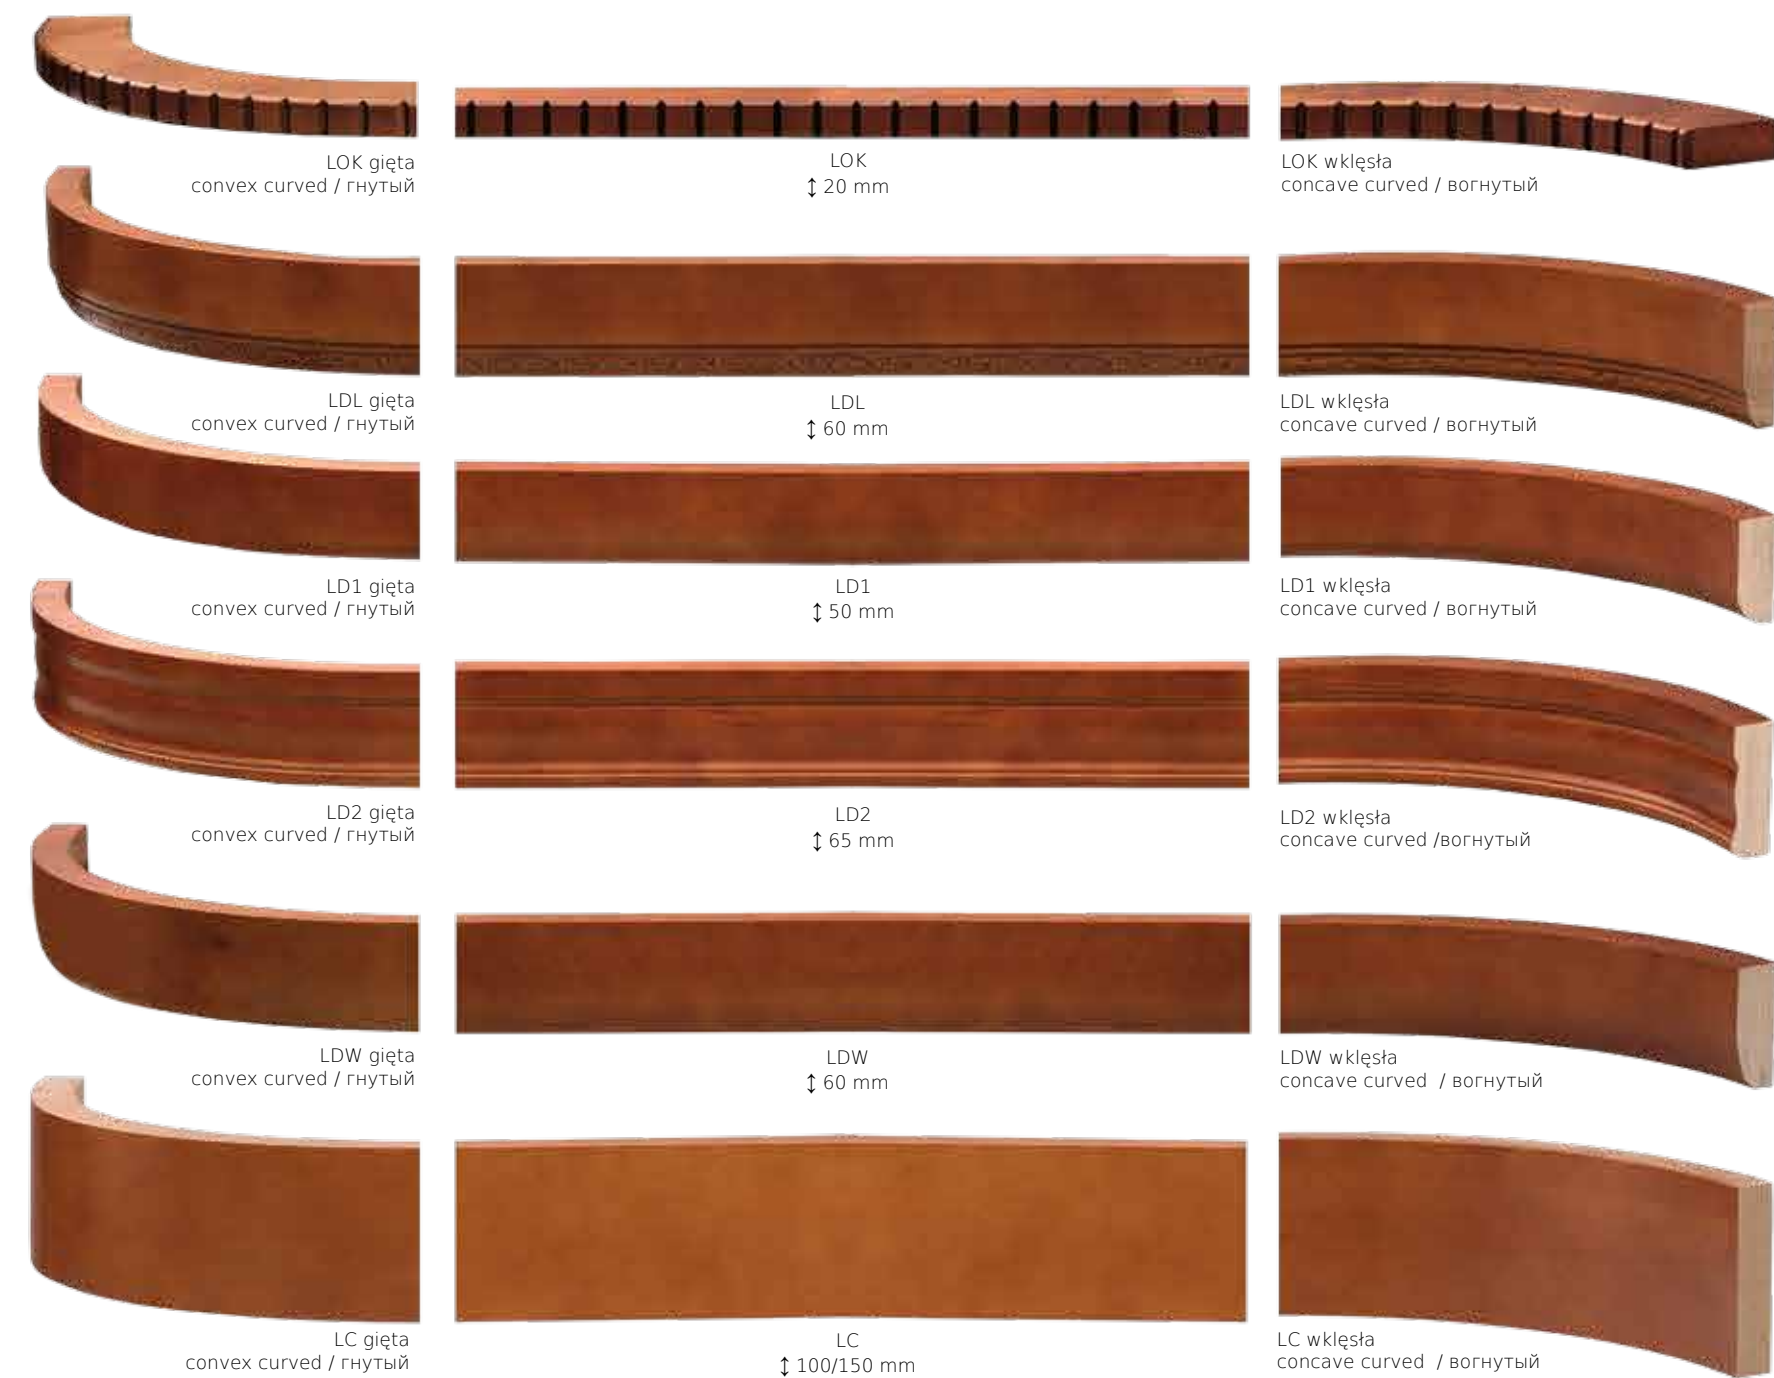 LOK gięta
convex curved / гнутый
LOK
↕ 20 mm
LOK wklęsła
concave curved / вогнутый
LDL gięta
convex curved / гнутый
LDL
↕ 60 mm
LDL wklęsła
concave curved / вогнутый
LD1 gięta
convex curved / гнутый
LD1
↕ 50 mm
LD1 wklęsła
concave curved / вогнутый
LD2 gięta
convex curved / гнутый
LD2
↕ 65 mm
LD2 wklęsła
concave curved /вогнутый
LDW gięta
convex curved / гнутый
LDW
↕ 60 mm
LDW wklęsła
concave curved  / вогнутый
LC gięta
convex curved / гнутый
LC
↕ 100/150 mm
LC wklęsła
concave curved  / вогнутый